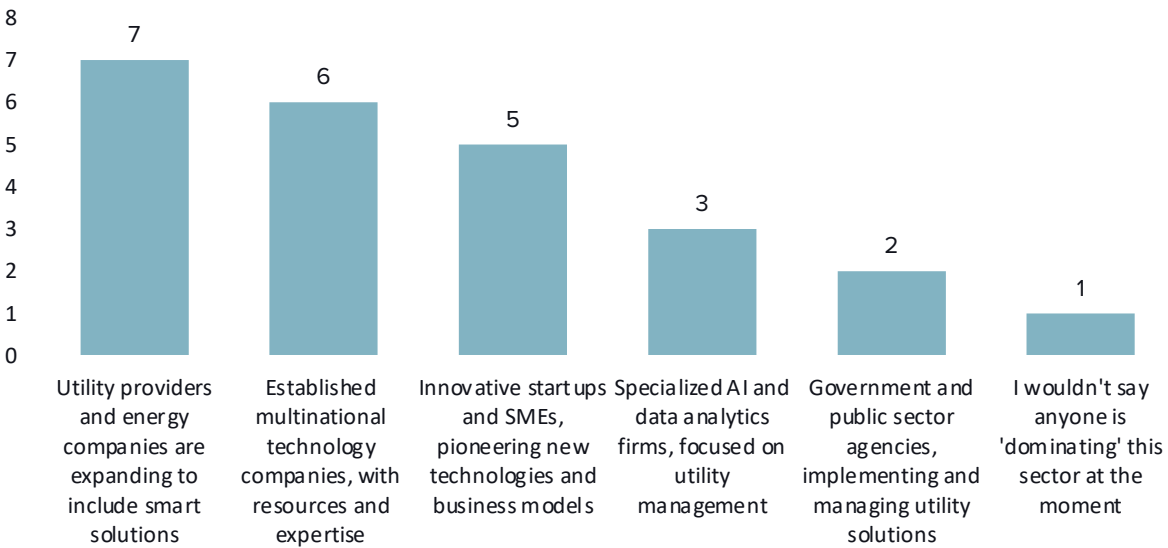 8
7
6
5
4
3
2
1
0
7
6
5
3
2
1
Utility providers
and energy
companies are
expanding to
include smart
solutions
Established
multinational
technology
companies, with
resources and
expertise
Innovative startups
and SMEs,
pioneering new
technologies and
business models
Specialized AI and
data analytics
firms, focused on
utility
management
Government and
public sector
agencies,
implementing and
managing utility
solutions
I wouldn't say
anyone is
'dominating' this
sector at the
moment